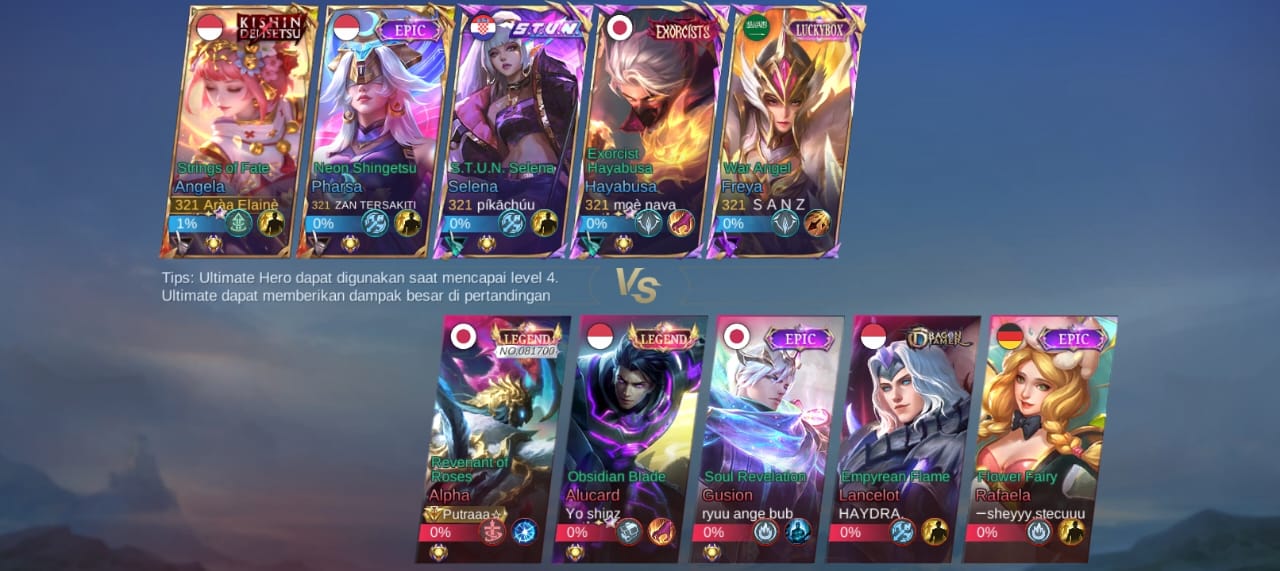 KISHIN DENSETSU
Strings of Fate
Angela
321 Aràa Elainè
1%
EPIC
Neon Shingetsu
Pharsa
321 ZAN TERSAKITI
0%
S.T.U.N.
S.T.U.N. Selena
Selena
321 píkāchúu
0%
EXORCISTS
Exorcist
Hayabusa
Hayabusa
321 moè nava
0%
LUCKYBOX
War Angel
Freya
321 S A N Z
0%
Tips: Ultimate Hero dapat digunakan saat mencapai level 4.
Ultimate dapat memberikan dampak besar di pertandingan
VS
LEGEND
NO.081700
Revenant of
Roses
Alpha
Putraaa☆
0%
LEGEND
Obsidian Blade
Alucard
Yo shinz
0%
EPIC
Soul Revelation
Gusion
ryuu ange bub
0%
DRAGON TAMER
Empyrean Flame
Lancelot
HAYDRA.
0%
EPIC
Flower Fairy
Rafaela
—sheyyy.stecuuu
0%